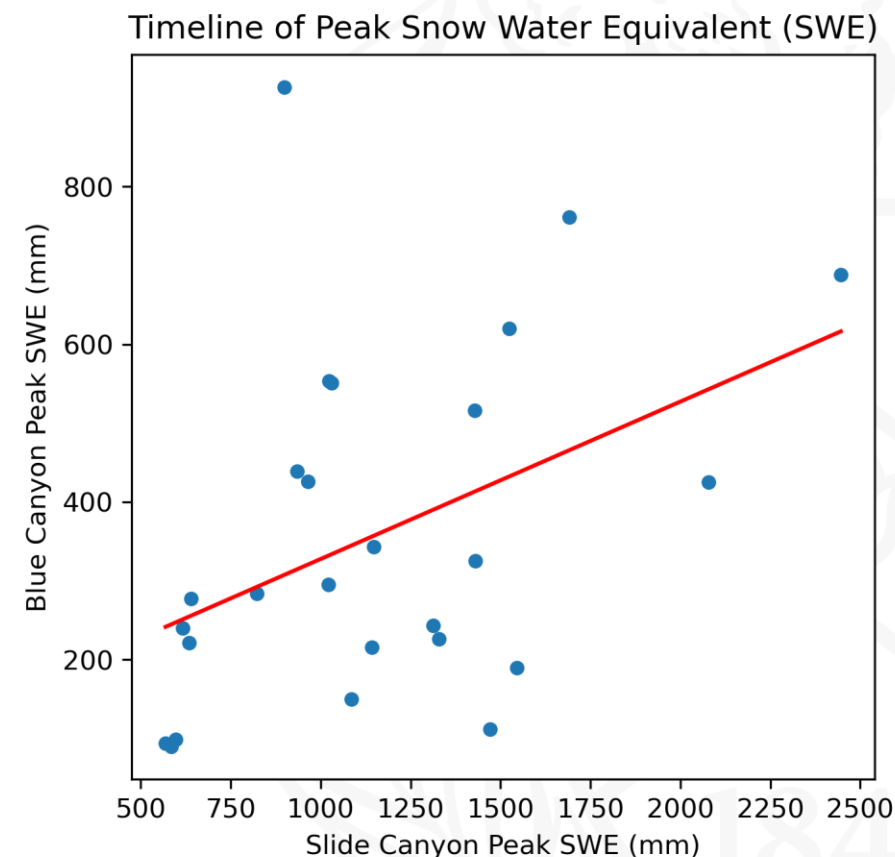 Timeline of Peak Snow Water Equivalent (SWE)
Blue Canyon Peak SWE (mm)
800
600
400
200
500 750 1000 1250 1500 1750 2000 2250 2500
Slide Canyon Peak SWE (mm)